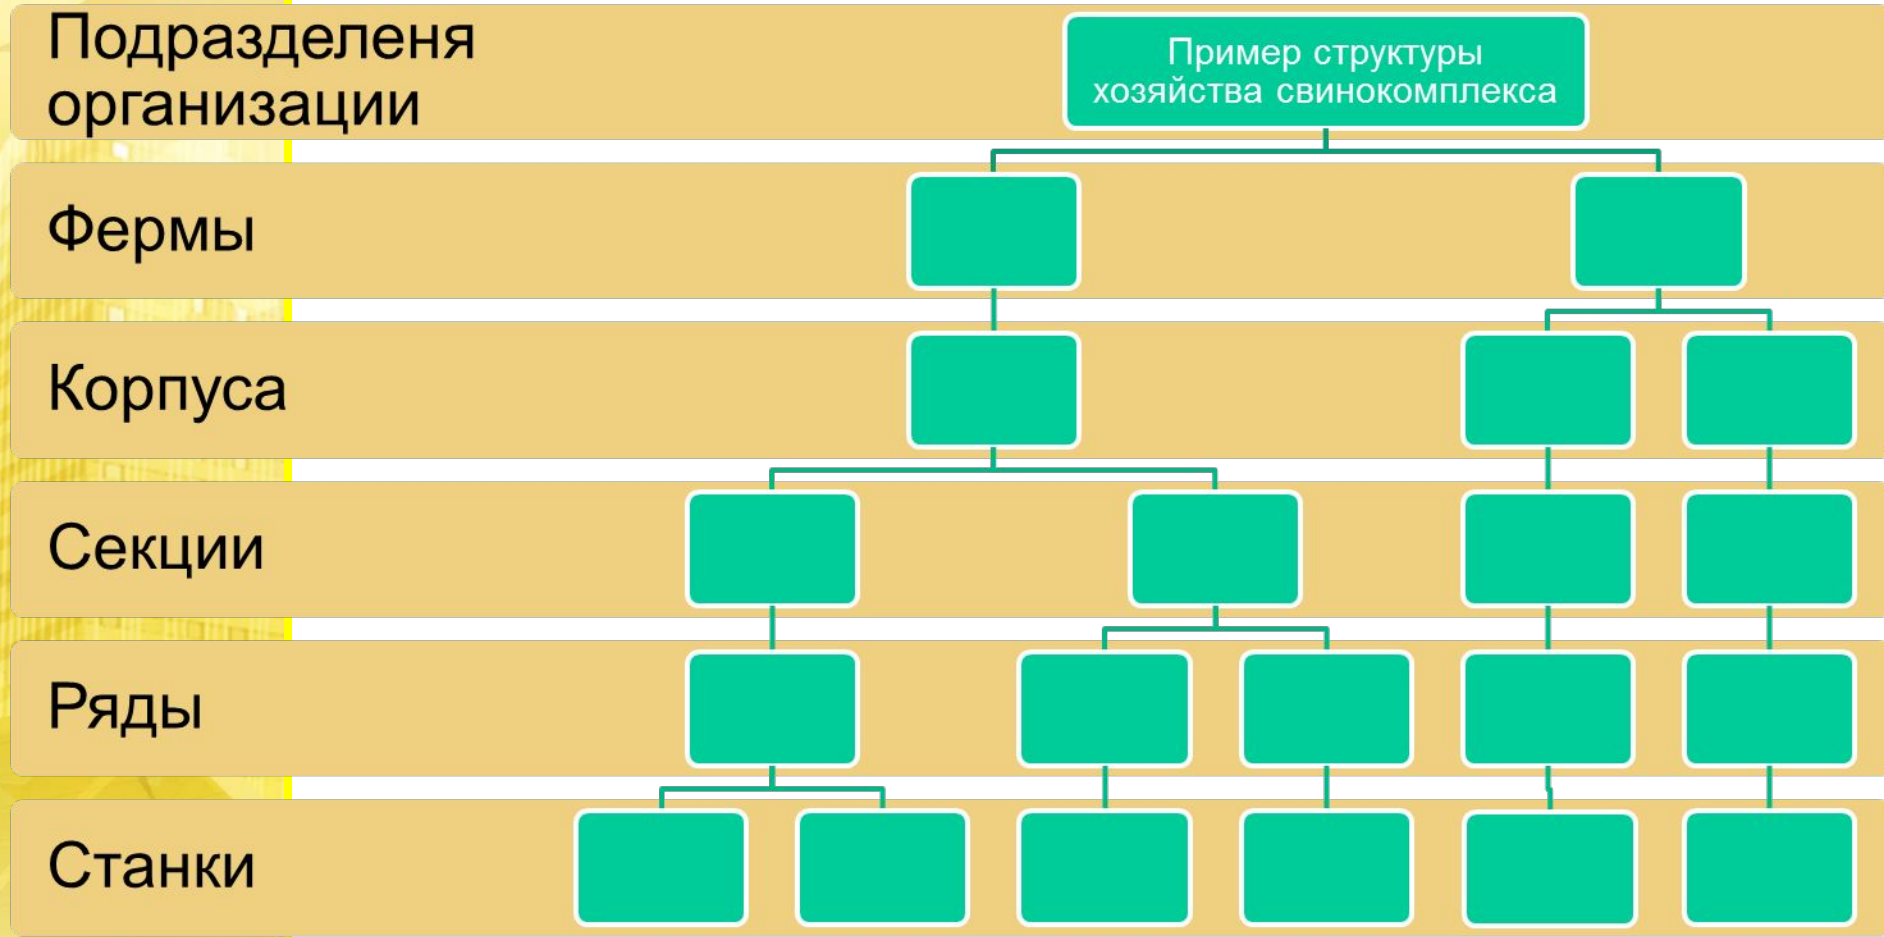 Подразделеня
организации
Пример структуры
хозяйства свинокомплекса
Фермы
Корпуса
Секции
Ряды
Станки